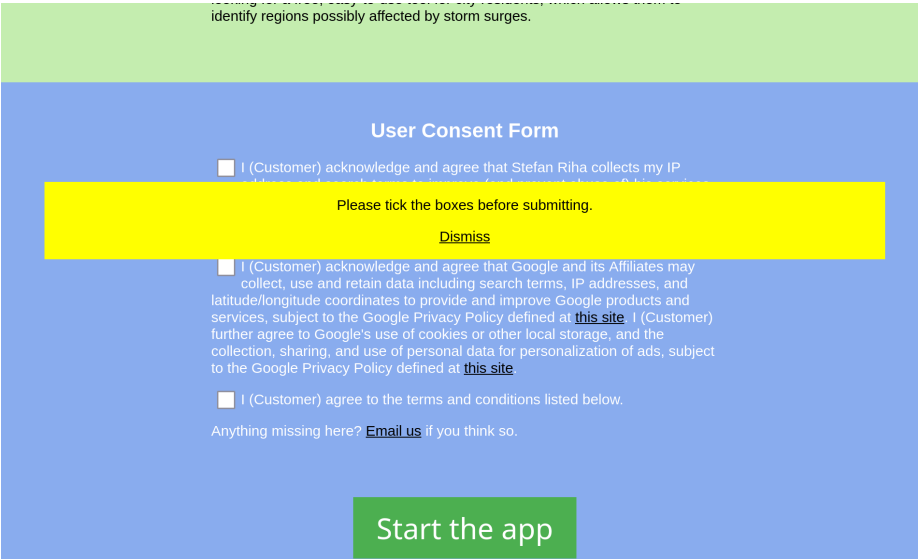 identify regions possibly affected by storm surges.
User Consent Form
I (Customer) acknowledge and agree that Stefan Riha collects my IP
Please tick the boxes before submitting.
Dismiss
I (Customer) acknowledge and agree that Google and its Affiliates may
collect, use and retain data including search terms, IP addresses, and
latitude/longitude coordinates to provide and improve Google products and
services, subject to the Google Privacy Policy defined at this site. I (Customer)
further agree to Google's use of cookies or other local storage, and the
collection, sharing, and use of personal data for personalization of ads, subject
to the Google Privacy Policy defined at this site
I (Customer) agree to the terms and conditions listed below.
Anything missing here? Email us if you think so.
Start the app